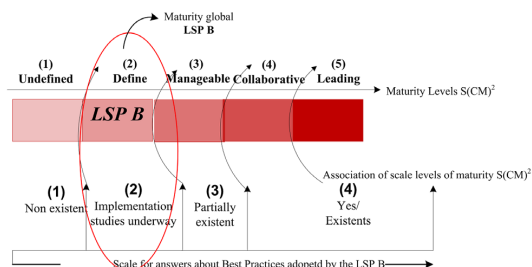 Maturity global
LSP B
(1) (2) (3) (4) (5)
Undefined Define Manageable Collaborative Leading
Maturity Levels S(CM)²
LSP B
Association of scale levels of maturity S(CM)²
(1) (2) (3) (4)
Non existent Implementation Partially Yes/
studies underway existent Existents
Scale for answers about Best Practices adopetd by the LSP B